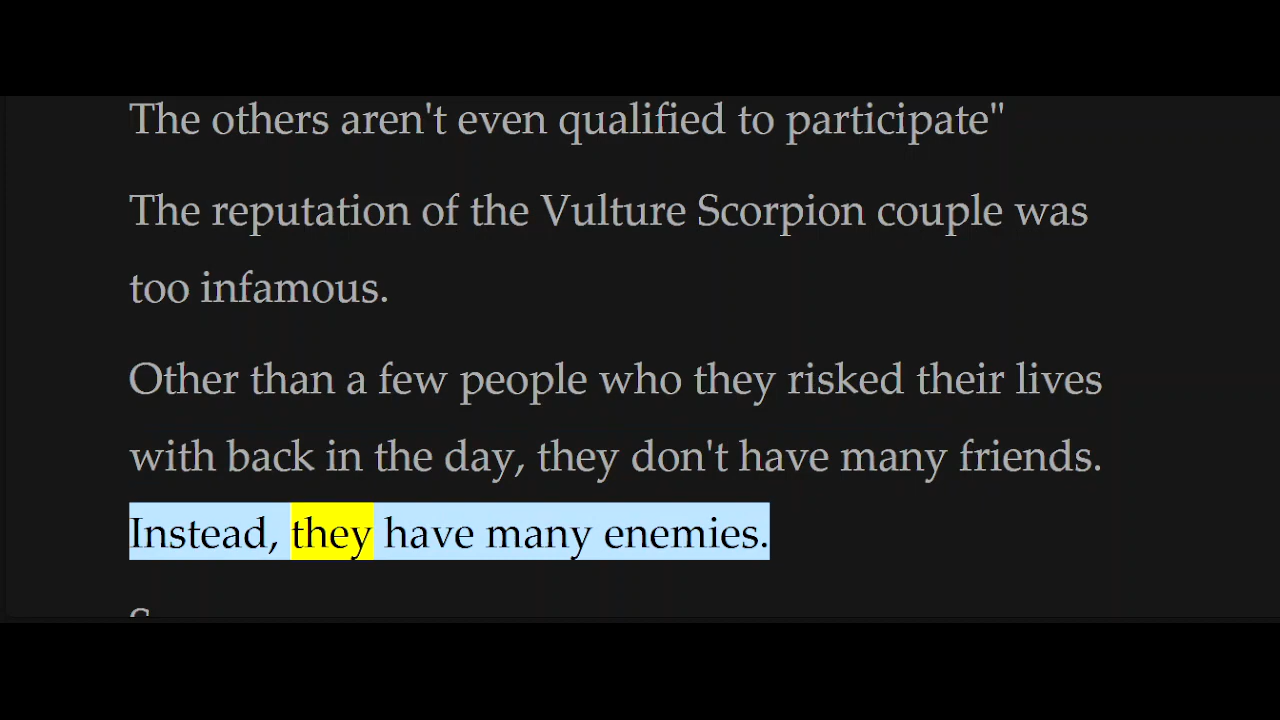 The others aren't even qualified to participate"
The reputation of the Vulture Scorpion couple was
too infamous.
Other than a few people who they risked their lives
with back in the day, they don't have many friends.
Instead, they have many enemies.